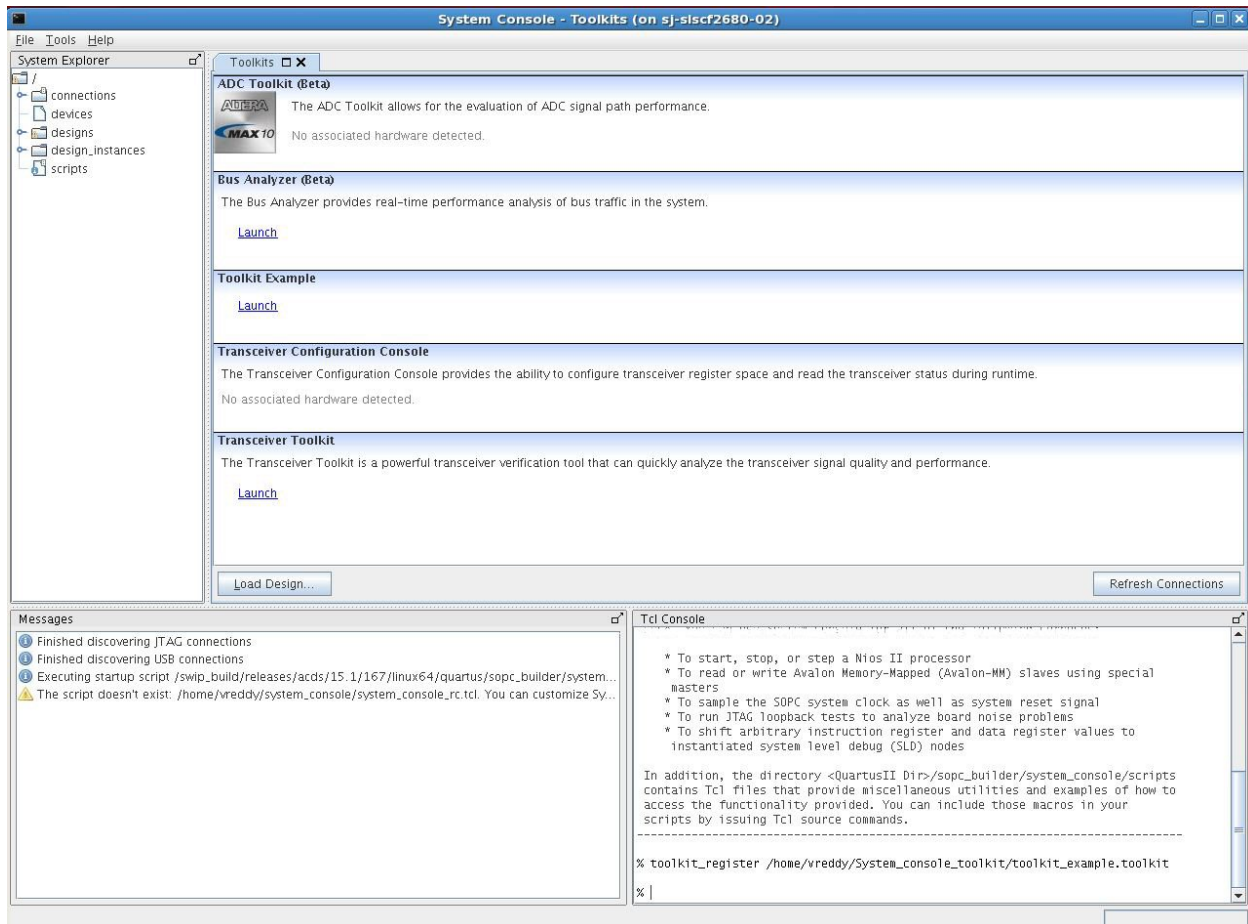 System Console - Toolkits (on sj-slscf2680-02)
File Tools Help
System Explorer
/
connections
devices
designs
design_instances
scripts
Toolkits
ADC Toolkit (Beta)
ALTERA
MAX 10
The ADC Toolkit allows for the evaluation of ADC signal path performance.
No associated hardware detected.
Bus Analyzer (Beta)
The Bus Analyzer provides real-time performance analysis of bus traffic in the system.
Launch
Toolkit Example
Launch
Transceiver Configuration Console
The Transceiver Configuration Console provides the ability to configure transceiver register space and read the transceiver status during runtime.
No associated hardware detected.
Transceiver Toolkit
The Transceiver Toolkit is a powerful transceiver verification tool that can quickly analyze the transceiver signal quality and performance.
Launch
Load Design...
Refresh Connections
Messages
Finished discovering JTAG connections
Finished discovering USB connections
Executing startup script /swip_build/releases/acds/15.1/167/linux64/quartus/sopc_builder/system...
The script doesn't exist: /home/vreddy/system_console/system_console_rc.tcl. You can customize Sy...
Tcl Console
* To start, stop, or step a Nios II processor
* To read or write Avalon Memory-Mapped (Avalon-MM) slaves using special
masters
* To sample the SOPC system clock as well as system reset signal
* To run JTAG loopback tests to analyze board noise problems
* To shift arbitrary instruction register and data register values to
instantiated system level debug (SLD) nodes
In addition, the directory <QuartusII Dir>/sopc_builder/system_console/scripts
contains Tcl files that provide miscellaneous utilities and examples of how to
access the functionality provided. You can include those macros in your
scripts by issuing Tcl source commands.
--------------------------------------------------------------------------------
% toolkit_register /home/vreddy/System_console_toolkit/toolkit_example.toolkit
%